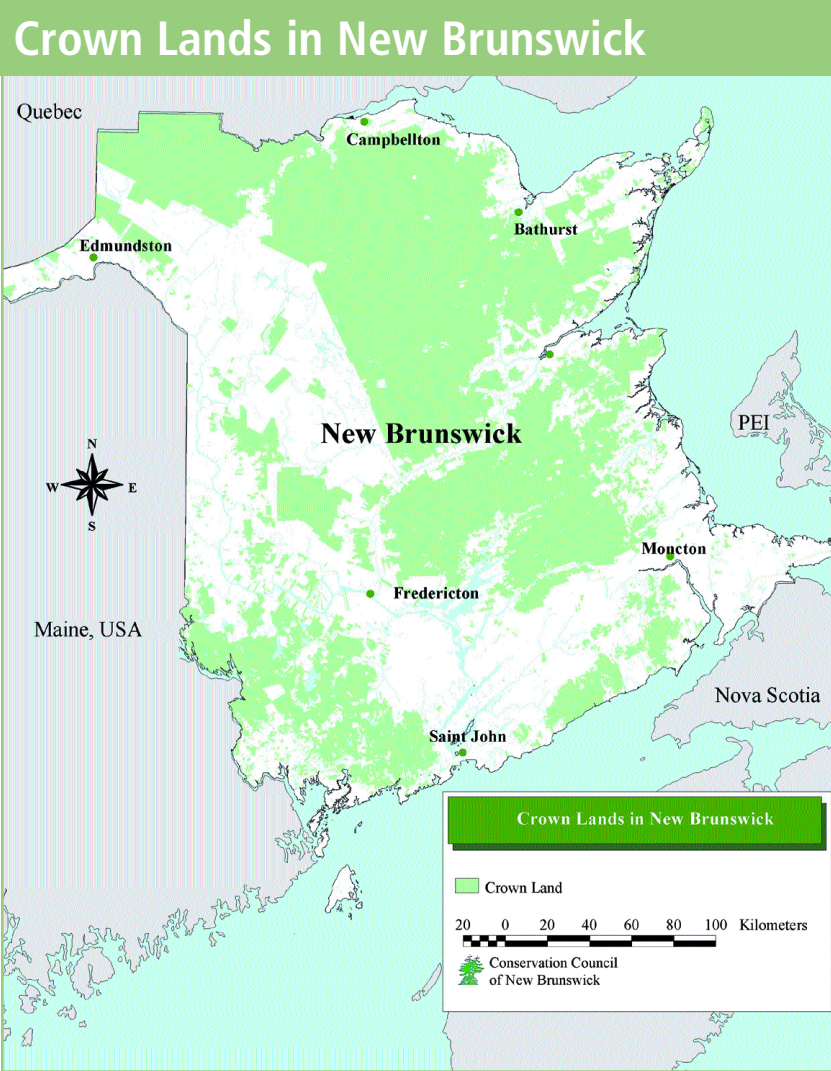 Crown Lands in New Brunswick
Quebec
Campbellton
Bathurst
Edmundston
New Brunswick
PEI
N
W E
S
Moncton
Fredericton
Maine, USA
Nova Scotia
Saint John
Crown Lands in New Brunswick
Crown Land
20 0 20 40 60 80 100 Kilometers
Conservation Council
of New Brunswick